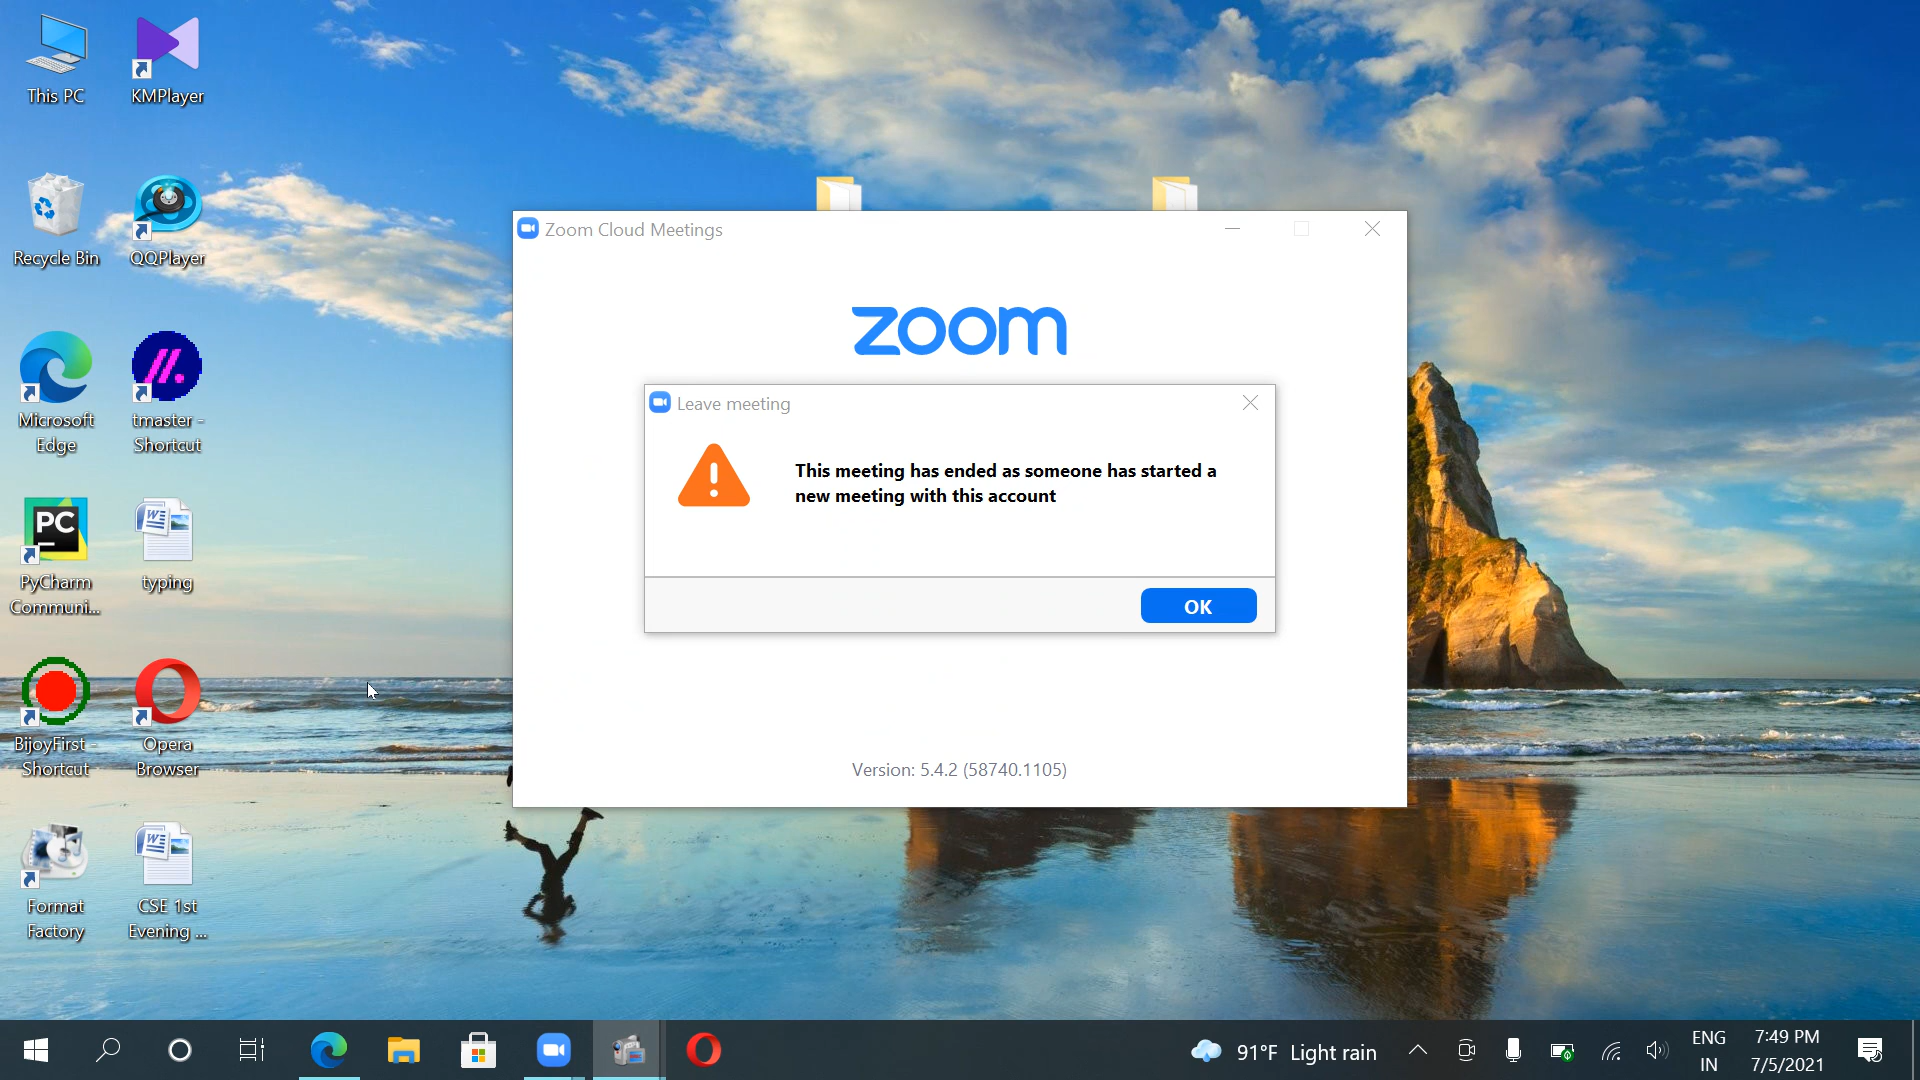 This PC
KMPlayer
Recycle Bin
QQPlayer
Microsoft
Edge
tmaster -
Shortcut
PC
PyCharm
Communi...
typing
BijoyFirst -
Shortcut
Opera
Browser
Format
Factory
CSE 1st
Evening ...
Zoom Cloud Meetings
zoom
Leave meeting
This meeting has ended as someone has started a
new meeting with this account
OK
Version: 5.4.2 (58740.1105)
91°F Light rain
ENG
IN
7:49 PM
7/5/2021